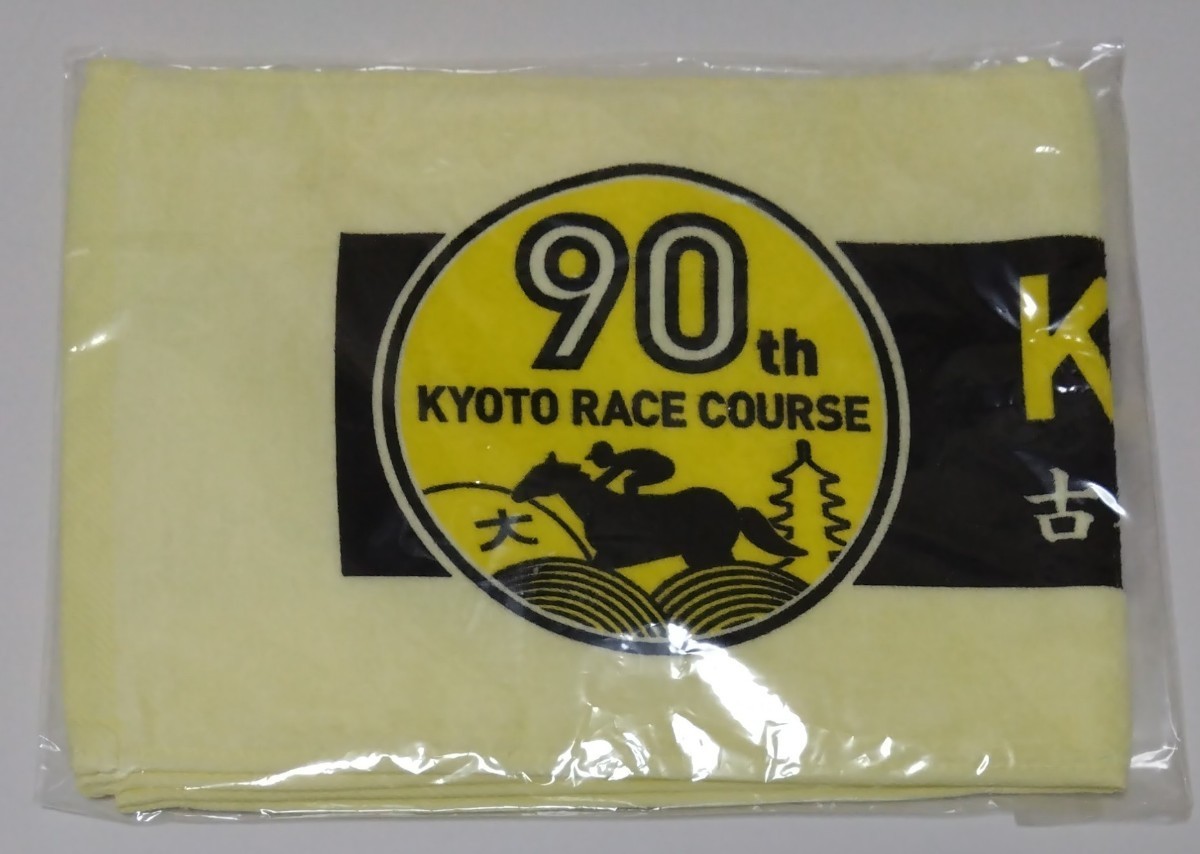 90th
KYOTO RACE COURSE
大
K
古